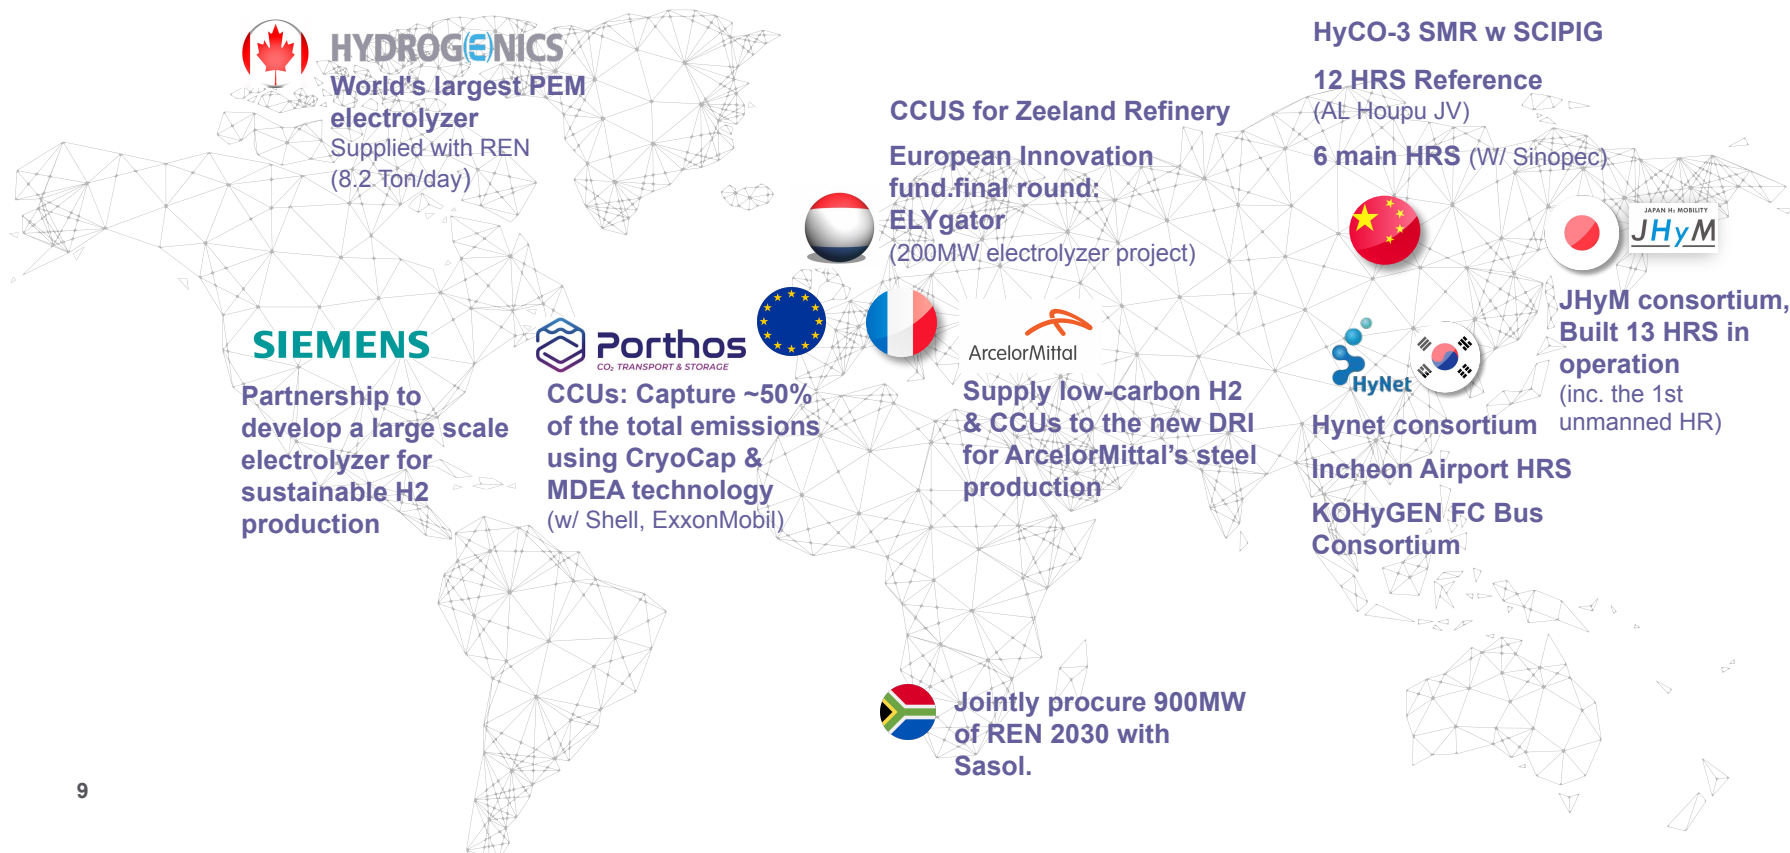 HYDROGENICS
World's largest PEM
electrolyzer
Supplied with REN
(8.2 Ton/day)
SIEMENS
Partnership to
develop a large scale
electrolyzer for
sustainable H2
production
Porthos
CO₂ TRANSPORT & STORAGE
CCUs: Capture ~50%
of the total emissions
using CryoCap &
MDEA technology
(w/ Shell, ExxonMobil)
CCUS for Zeeland Refinery
European Innovation
fund.final round:
ELYgator
(200MW electrolyzer project)
ArcelorMittal
Supply low-carbon H2
& CCUs to the new DRI
for ArcelorMittal’s steel
production
Jointly procure 900MW
of REN 2030 with
Sasol.
HyCO-3 SMR w SCIPIG
12 HRS Reference
(AL Houpu JV)
6 main HRS (W/ Sinopec)
JAPAN H₂ MOBILITY
JHyM
JHyM consortium,
Built 13 HRS in
operation
(inc. the 1st
unmanned HR)
HyNet
Hynet consortium
Incheon Airport HRS
KOHyGEN FC Bus
Consortium
9